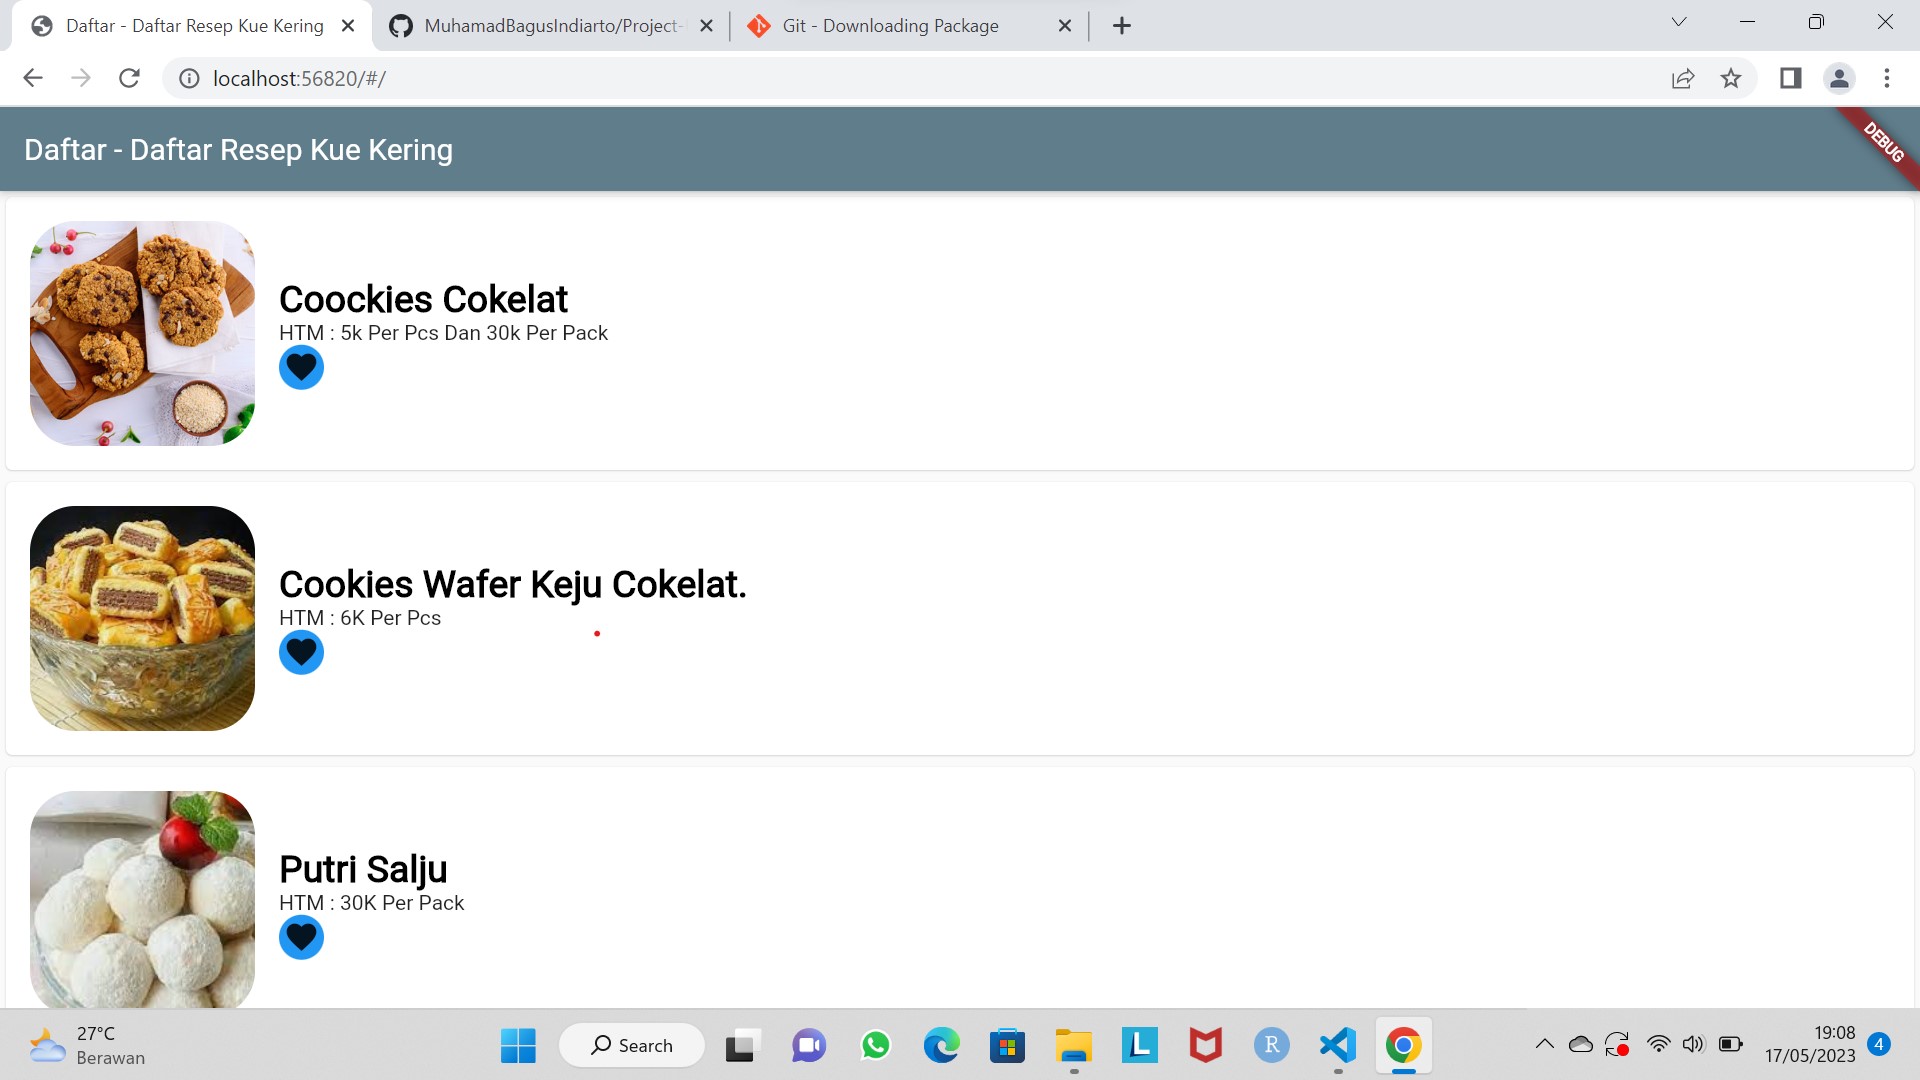 Daftar - Daftar Resep Kue Kering
MuhamadBagusIndiarto/Project-
Git - Downloading Package
localhost:56820/#/
Daftar - Daftar Resep Kue Kering
DEBUG
Coockies Cokelat
HTM : 5k Per Pcs Dan 30k Per Pack
Cookies Wafer Keju Cokelat.
HTM : 6K Per Pcs
Putri Salju
HTM : 30K Per Pack
27°C
Berawan
Search
L
R
19:08
17/05/2023
4